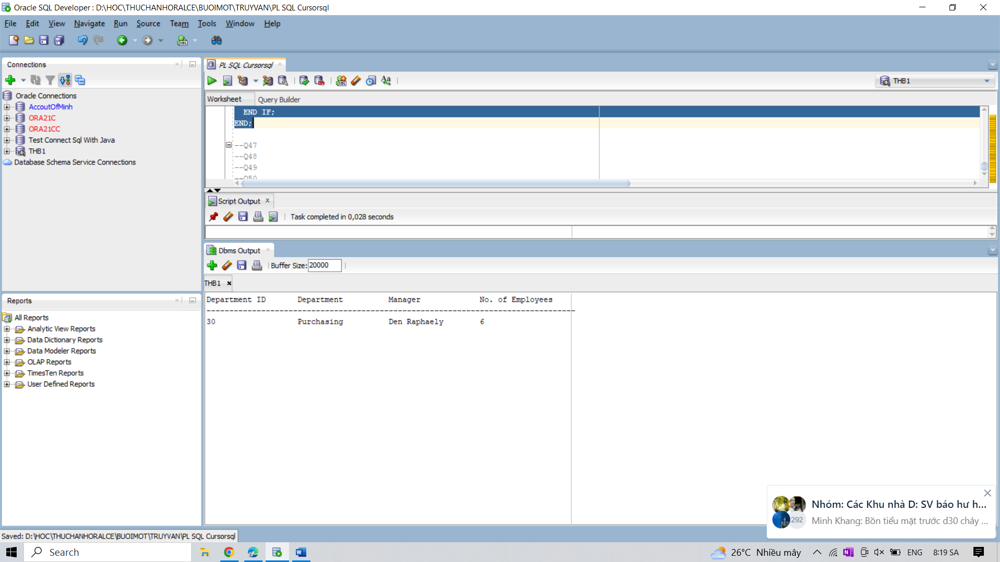 Oracle SQL Developer : D:\HOC\THUCHANHORALCE\BUOIMOT\TRUYVAN\PL SQL Cursorsql
File Edit View Navigate Run Source Team Tools Window Help
Connections
Oracle Connections
AccoutOfMinh
ORA21C
ORA21CC
Test Connect Sql With Java
THB1
Database Schema Service Connections
PL SQL Cursorsql
THB1
Worksheet Query Builder
END IF;
END;
--Q47
--Q48
--Q49
--Q50
Script Output
Task completed in 0,028 seconds
Dbms Output
Buffer Size: 20000
THB1
Department ID Department Manager No. of Employees
---------------------------------------------------------------------------------
30 Purchasing Den Raphaely 6
Reports
All Reports
Analytic View Reports
Data Dictionary Reports
Data Modeler Reports
OLAP Reports
TimesTen Reports
User Defined Reports
Nhóm: Các Khu nhà D: SV báo hư h...
292
Minh Khang: Bồn tiểu mặt trước d30 chảy ...
Saved: D:\HOC\THUCHANHORALCE\BUOIMOT\TRUYVAN\PL SQL Cursorsql
Search
26°C Nhiều mây
ENG
8:19 SA